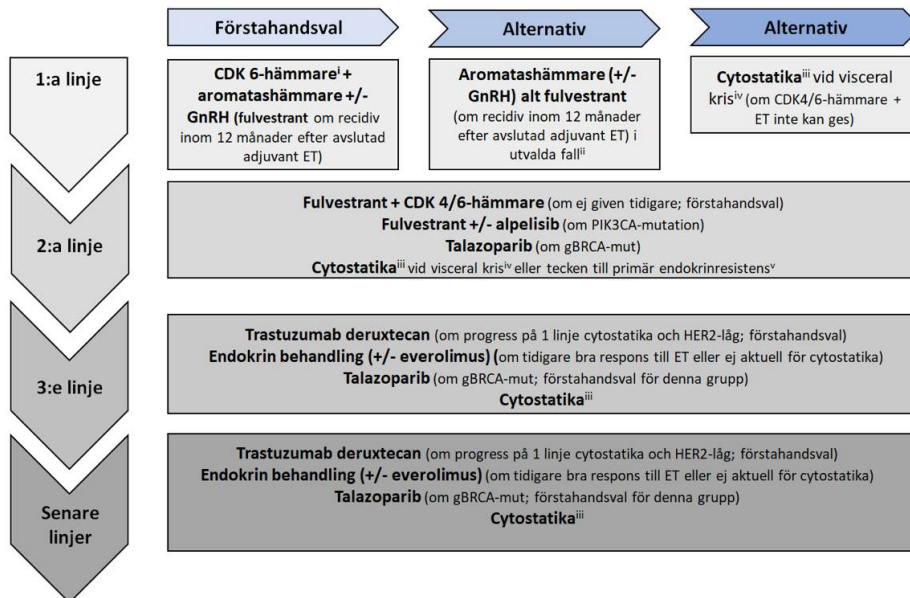 Förstahandsval
Alternativ
Alternativ
1:a linje
CDK 6-hämmareⁱ +
aromatashämmare +/-
GnRH (fulvestrant om recidiv
inom 12 månader efter avslutad
adjuvant ET)
Aromatashämmare (+/-
GnRH) alt fulvestrant
(om recidiv inom 12 månader
efter avslutad adjuvant ET) i
utvalda fallⁱⁱ
Cytostatikaⁱⁱⁱ vid visceral
krisⁱᵛ (om CDK4/6-hämmare +
ET inte kan ges)
2:a linje
Fulvestrant + CDK 4/6-hämmare (om ej given tidigare; förstahandsval)
Fulvestrant +/- alpelisib (om PIK3CA-mutation)
Talazoparib (om gBRCA-mut)
Cytostatikaⁱⁱⁱ vid visceral krisⁱᵛ eller tecken till primär endokrinresistensᵛ
3:e linje
Trastuzumab deruxtecan (om progress på 1 linje cytostatika och HER2-låg; förstahandsval)
Endokrin behandling (+/- everolimus) (om tidigare bra respons till ET eller ej aktuell för cytostatika)
Talazoparib (om gBRCA-mut; förstahandsval för denna grupp)
Cytostatikaⁱⁱⁱ
Senare
linjer
Trastuzumab deruxtecan (om progress på 1 linje cytostatika och HER2-låg; förstahandsval)
Endokrin behandling (+/- everolimus) (om tidigare bra respons till ET eller ej aktuell för cytostatika)
Talazoparib (om gBRCA-mut; förstahandsval för denna grupp)
Cytostatikaⁱⁱⁱ